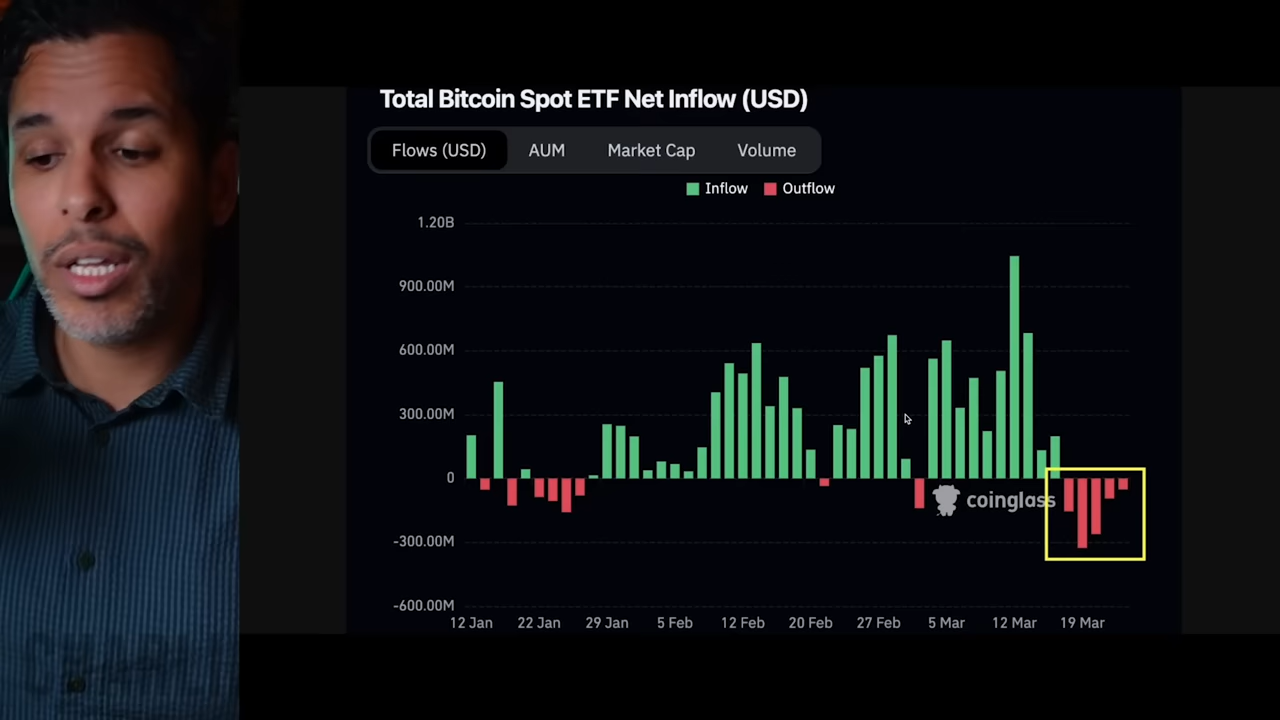 Total Bitcoin Spot ETF Net Inflow (USD)
Flows (USD) AUM Market Cap Volume
Inflow Outflow
1.20B
900.00M
600.00M
300.00M
0
coinglass
-300.00M
-600.00M
12 Jan 22 Jan 29 Jan 5 Feb 12 Feb 20 Feb 27 Feb 5 Mar 12 Mar 19 Mar